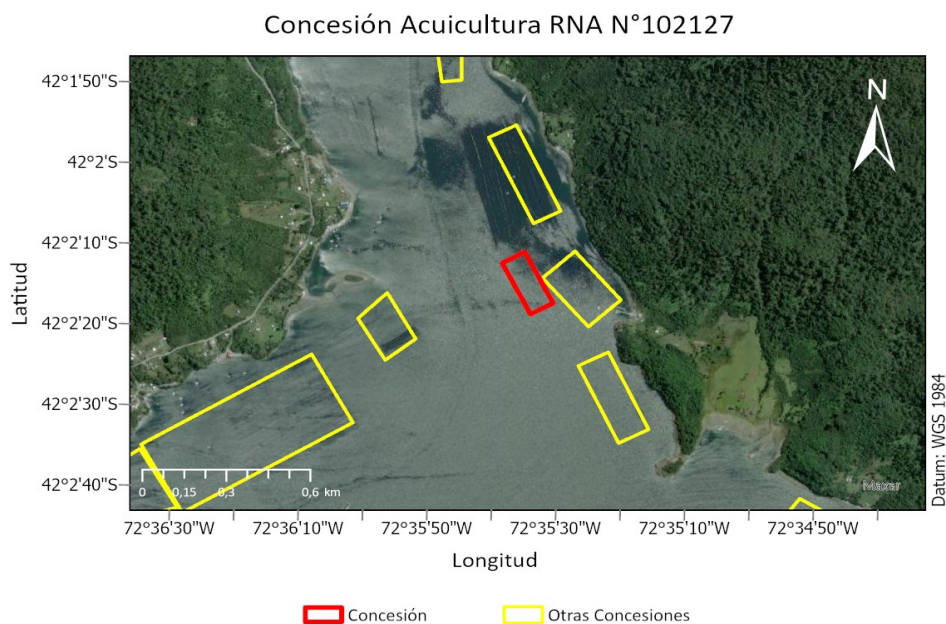 Concesión Acuicultura RNA N°102127
N
42°1'50"S
42°2'S
42°2'10"S
42°2'20"S
42°2'30"S
42°2'40"S
Latitud
0 0,15 0,3 0,6 km
Maxar
Datum: WGS 1984
72°36'30"W 72°36'10"W 72°35'50"W 72°35'30"W 72°35'10"W 72°34'50"W
Longitud
Concesión Otras Concesiones